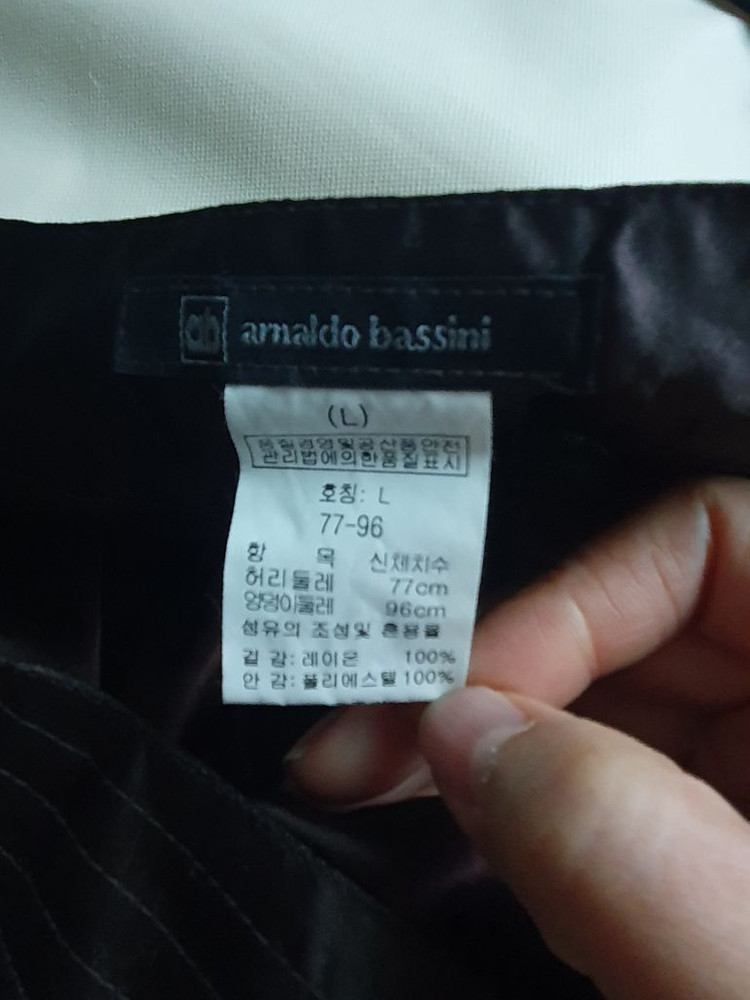 ab arnaldo bassini
(L)
품질경영및공산품안전
관리법에의한품질표시
호칭: L
77-96
항 목 신체치수
허리둘레 77cm
엉덩이둘레 96cm
섬유의 조성및 혼용율
겉 감: 레이온 100%
안 감: 폴리에스텔 100%